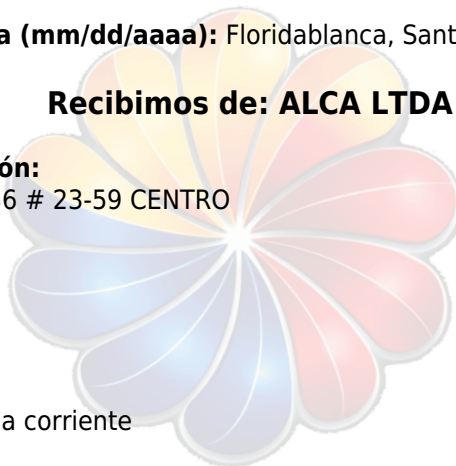 a (mm/dd/aaaa): Floridablanca, Sant
Recibimos de: ALCA LTDA
ón:
6 # 23-59 CENTRO
a corriente